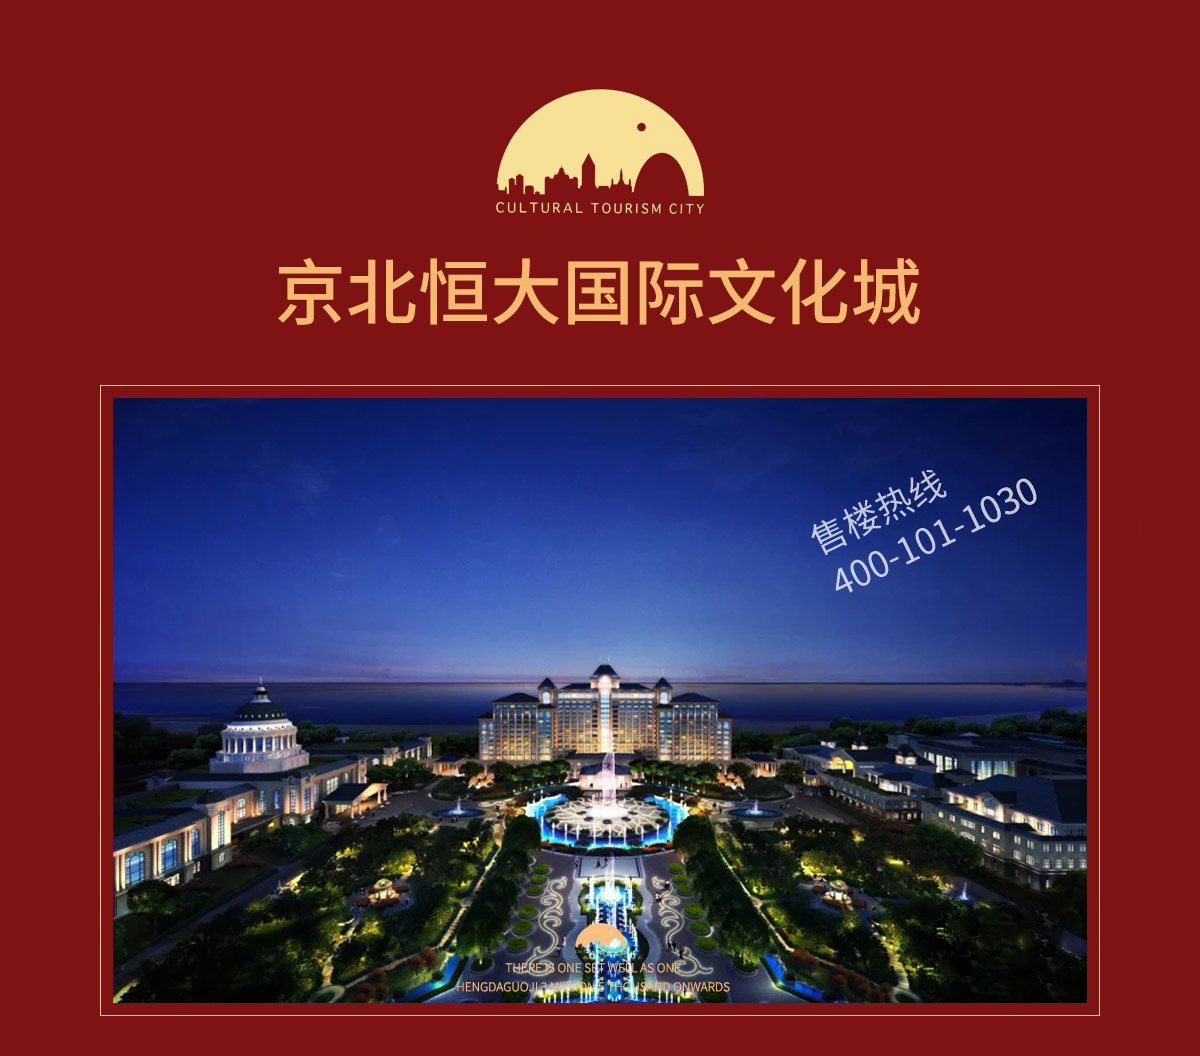 CULTURAL TOURISM CITY
京北恒大国际文化城
售楼热线
400-101-1030
THERE IS ONE SET WELL AS ONE
HENGDAGUOJI THOUSAND ONWARDS